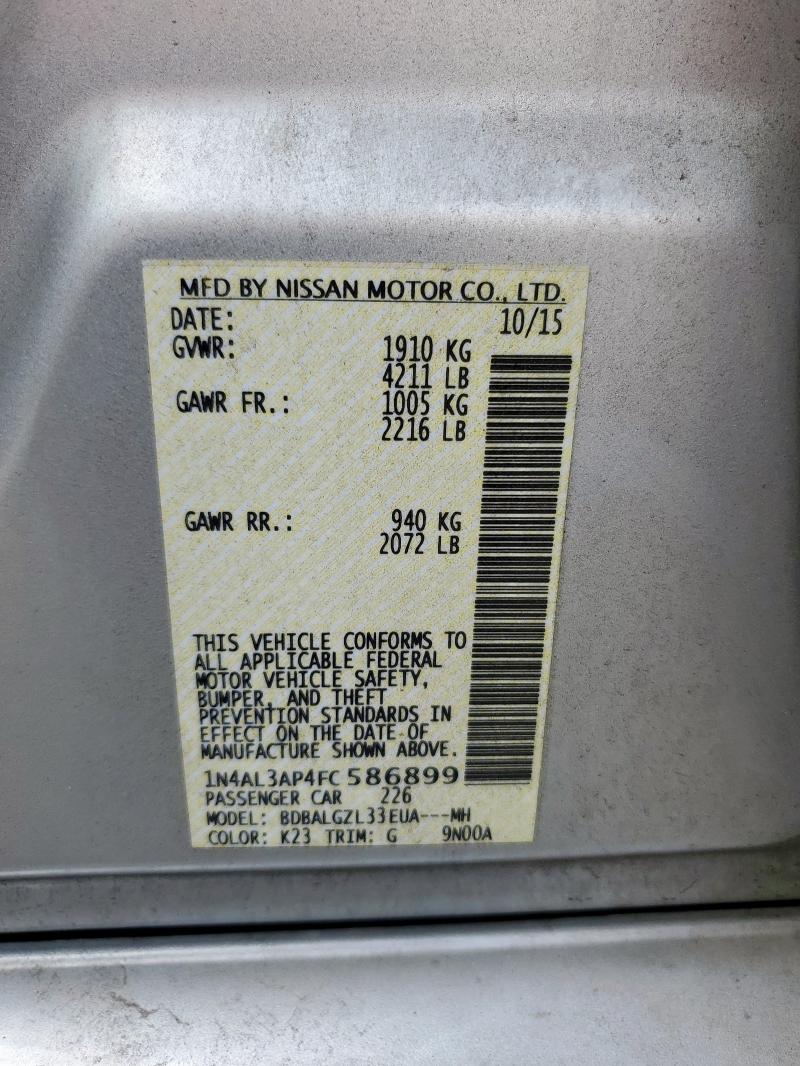 MFD BY NISSAN MOTOR CO., LTD.
DATE: 10/15
GVWR: 1910 KG
4211 LB
GAWR FR.: 1005 KG
2216 LB
GAWR RR.: 940 KG
2072 LB
THIS VEHICLE CONFORMS TO
ALL APPLICABLE FEDERAL
MOTOR VEHICLE SAFETY,
BUMPER, AND THEFT
PREVENTION STANDARDS IN
EFFECT ON THE DATE OF
MANUFACTURE SHOWN ABOVE.
1N4AL3AP4FC586899
PASSENGER CAR 226
MODEL: BDBALGZL33EUA---MH
COLOR: K23 TRIM: G 9N00A